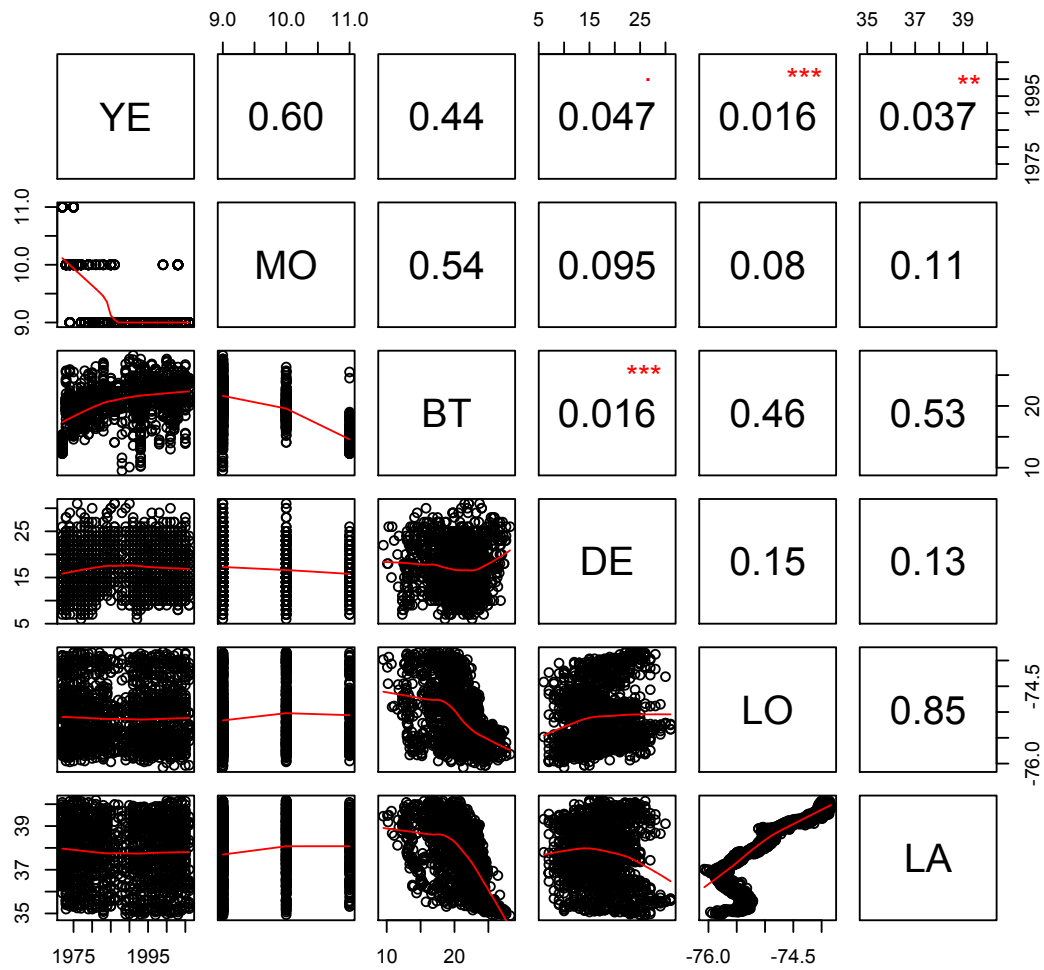 9.0 10.0 11.0 5 15 25 35 37 39
. *** **
YE 0.60 0.44 0.047 0.016 0.037
1975 1995
9.0 10.0 11.0
MO 0.54 0.095 0.08 0.11
***
BT 0.016 0.46 0.53
10 20
5 15 25
DE 0.15 0.13
LO 0.85
-76.0 -74.5
35 37 39
LA
1975 1995 10 20 -76.0 -74.5